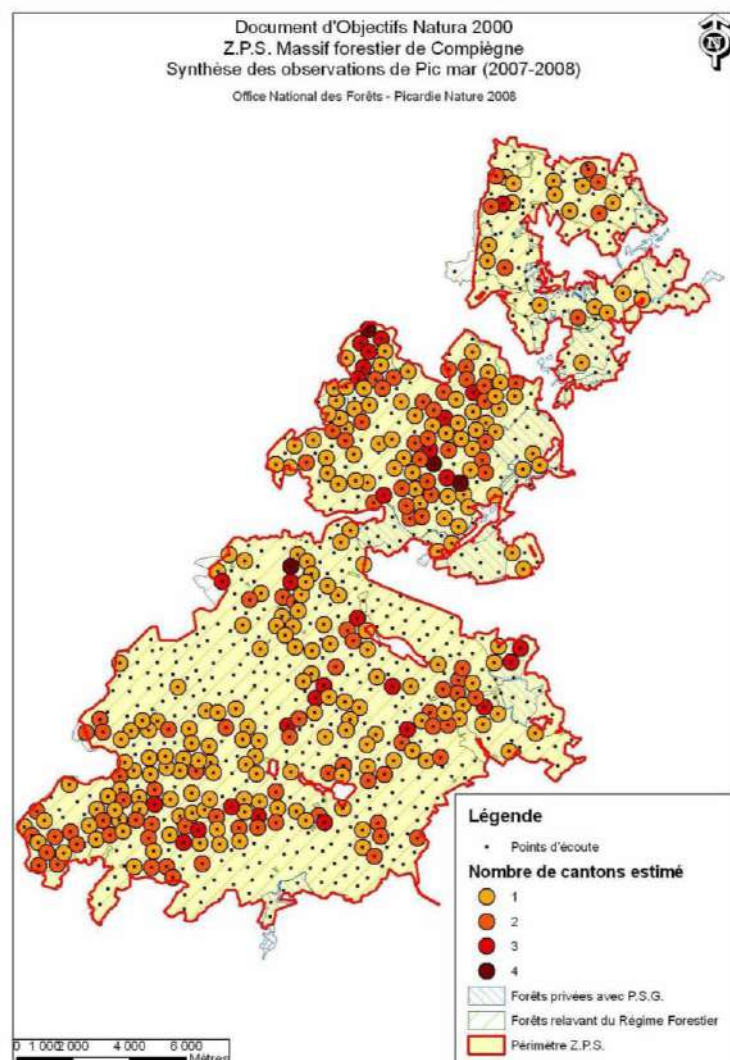 Document d'Objectifs Natura 2000
Z.P.S. Massif forestier de Compiègne
Synthèse des observations de Pic mar (2007-2008)
Office National des Forêts - Picardie Nature 2008
N
Légende
Points d'écoute
Nombre de cantons estimé
1
2
3
4
Forêts privées avec P.S.G.
Forêts relavant du Régime Forestier
Périmètre Z.P.S.
0 1 000 2 000 4 000 6 000
Mètres